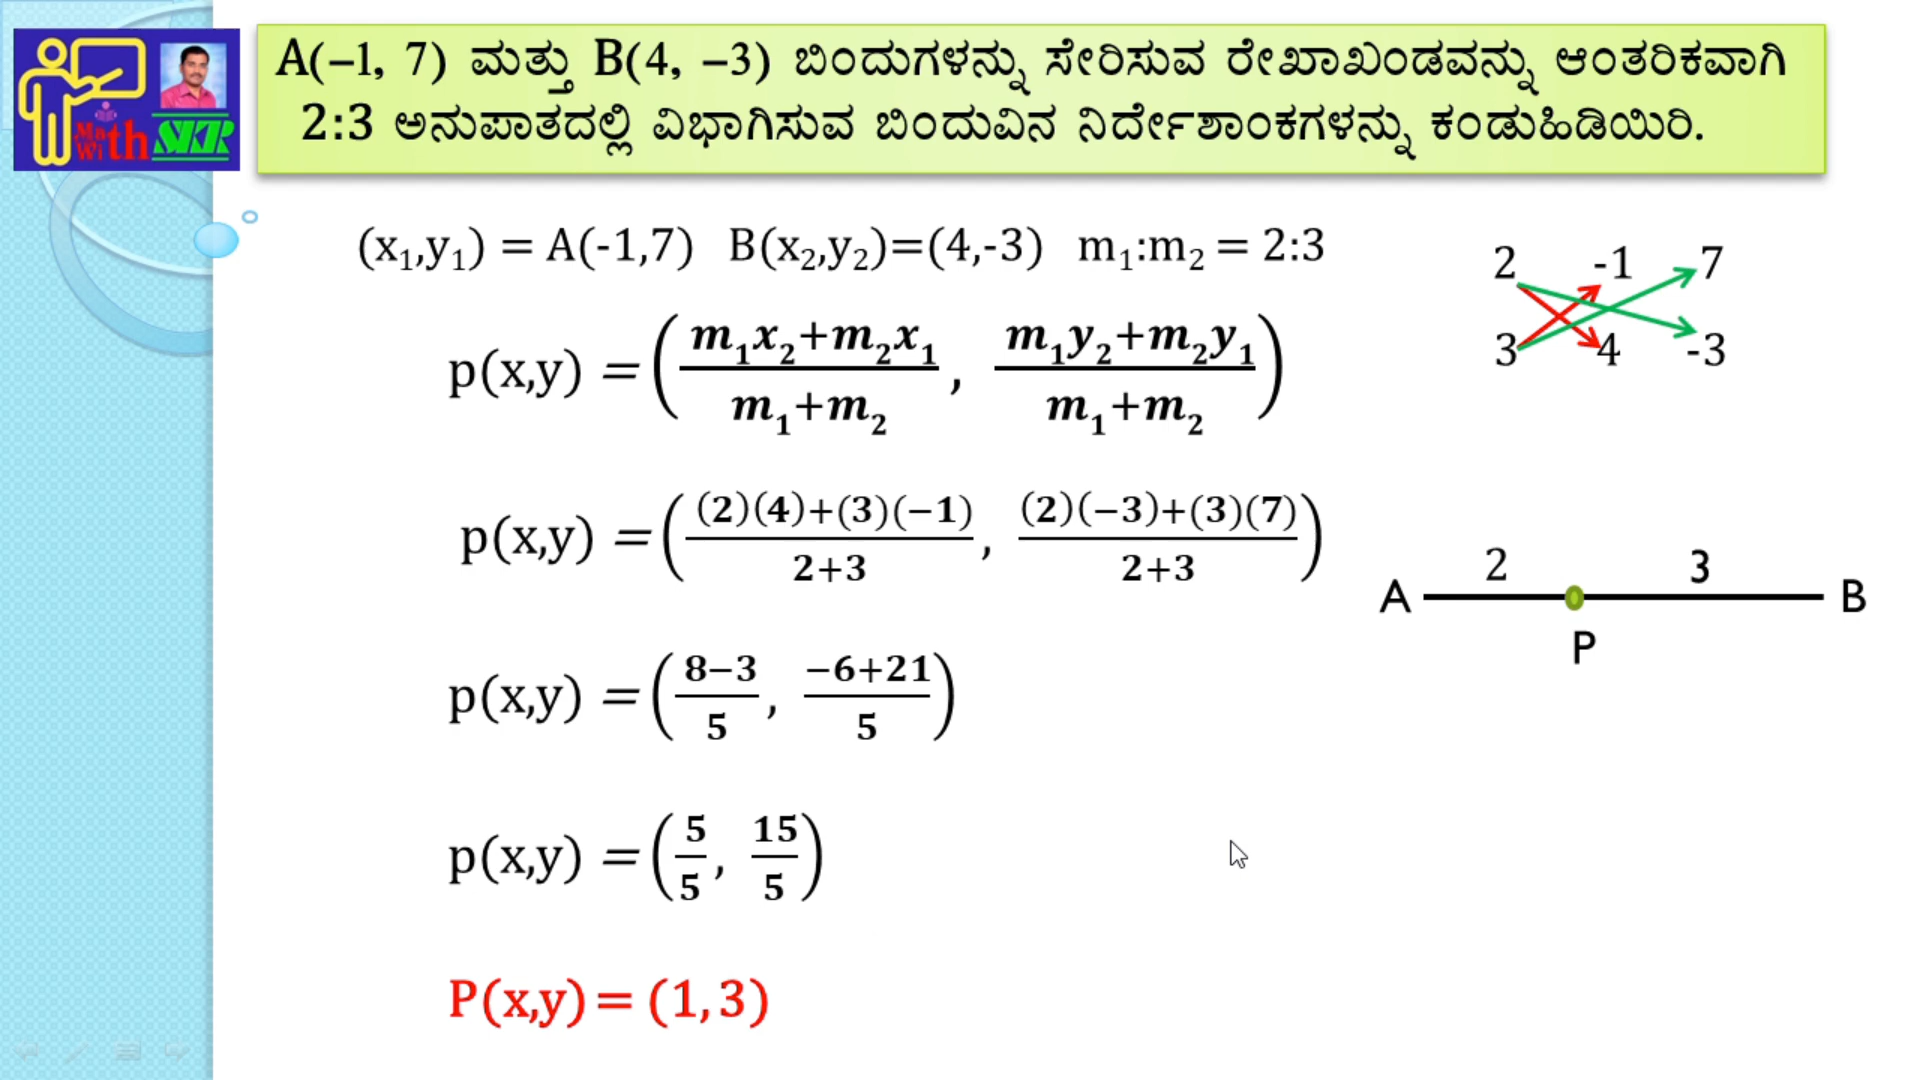 A(−1, 7) ಮತ್ತು B(4, −3) ಬಿಂದುಗಳನ್ನು ಸೇರಿಸುವ ರೇಖಾಖಂಡವನ್ನು ಆಂತರಿಕವಾಗಿ
2:3 ಅನುಪಾತದಲ್ಲಿ ವಿಭಾಗಿಸುವ ಬಿಂದುವಿನ ನಿರ್ದೇಶಾಂಕಗಳನ್ನು ಕಂಡುಹಿಡಿಯಿರಿ.
Math With SKR
(x₁,y₁) = A(-1,7) B(x₂,y₂)=(4,-3) m₁:m₂ = 2:3
2 -1 7
3 4 -3
p(x,y) = (m₁x₂+m₂x₁/m₁+m₂, m₁y₂+m₂y₁/m₁+m₂)
p(x,y) = ((2)(4)+(3)(−1)/2+3, (2)(−3)+(3)(7)/2+3)
2 3
A B
P
p(x,y) = (8−3/5, −6+21/5)
p(x,y) = (5/5, 15/5)
P(x,y) = (1, 3)